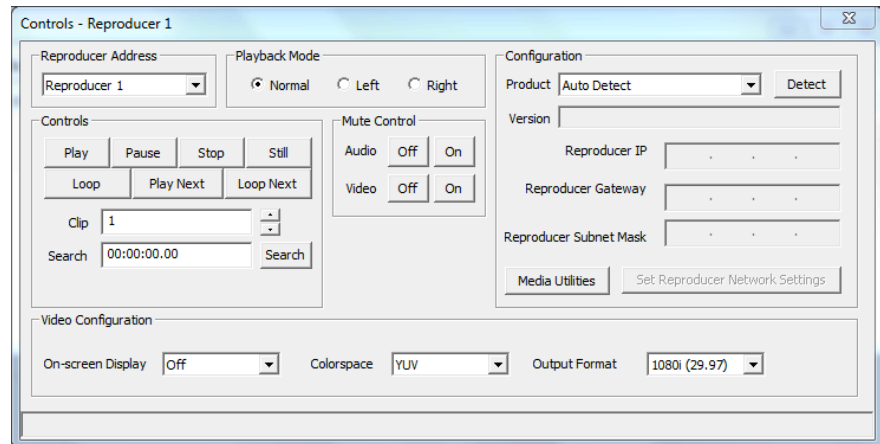 Controls - Reproducer 1
Reproducer Address
Reproducer 1
Playback Mode
Normal Left Right
Configuration
Product Auto Detect Detect
Version
Reproducer IP . . .
Reproducer Gateway . . .
Reproducer Subnet Mask . . .
Media Utilities Set Reproducer Network Settings
Controls
Play Pause Stop Still
Loop Play Next Loop Next
Clip 1
Search 00:00:00.00 Search
Mute Control
Audio Off On
Video Off On
Video Configuration
On-screen Display Off Colorspace YUV Output Format 1080i (29.97)